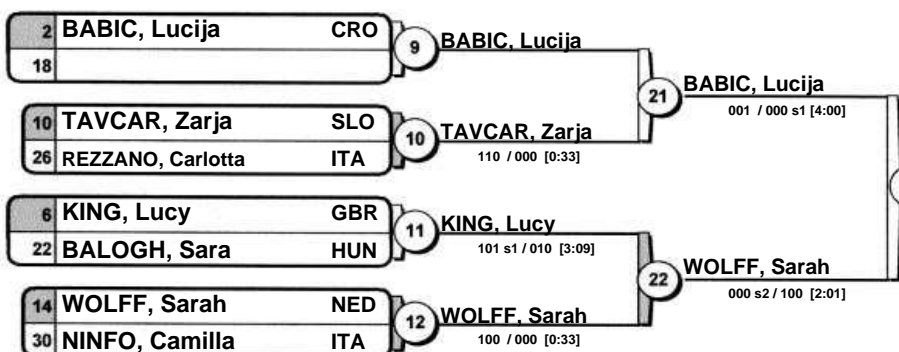 2 BABIC, Lucija CRO
18
9 BABIC, Lucija
10 TAVCAR, Zarja SLO
26 REZZANO, Carlotta ITA
10 TAVCAR, Zarja
110 / 000 [0:33]
21 BABIC, Lucija
001 / 000 s1 [4:00]
6 KING, Lucy GBR
22 BALOGH, Sara HUN
11 KING, Lucy
101 s1 / 010 [3:09]
14 WOLFF, Sarah NED
30 NINFO, Camilla ITA
12 WOLFF, Sarah
100 / 000 [0:33]
22 WOLFF, Sarah
000 s2 / 100 [2:01]